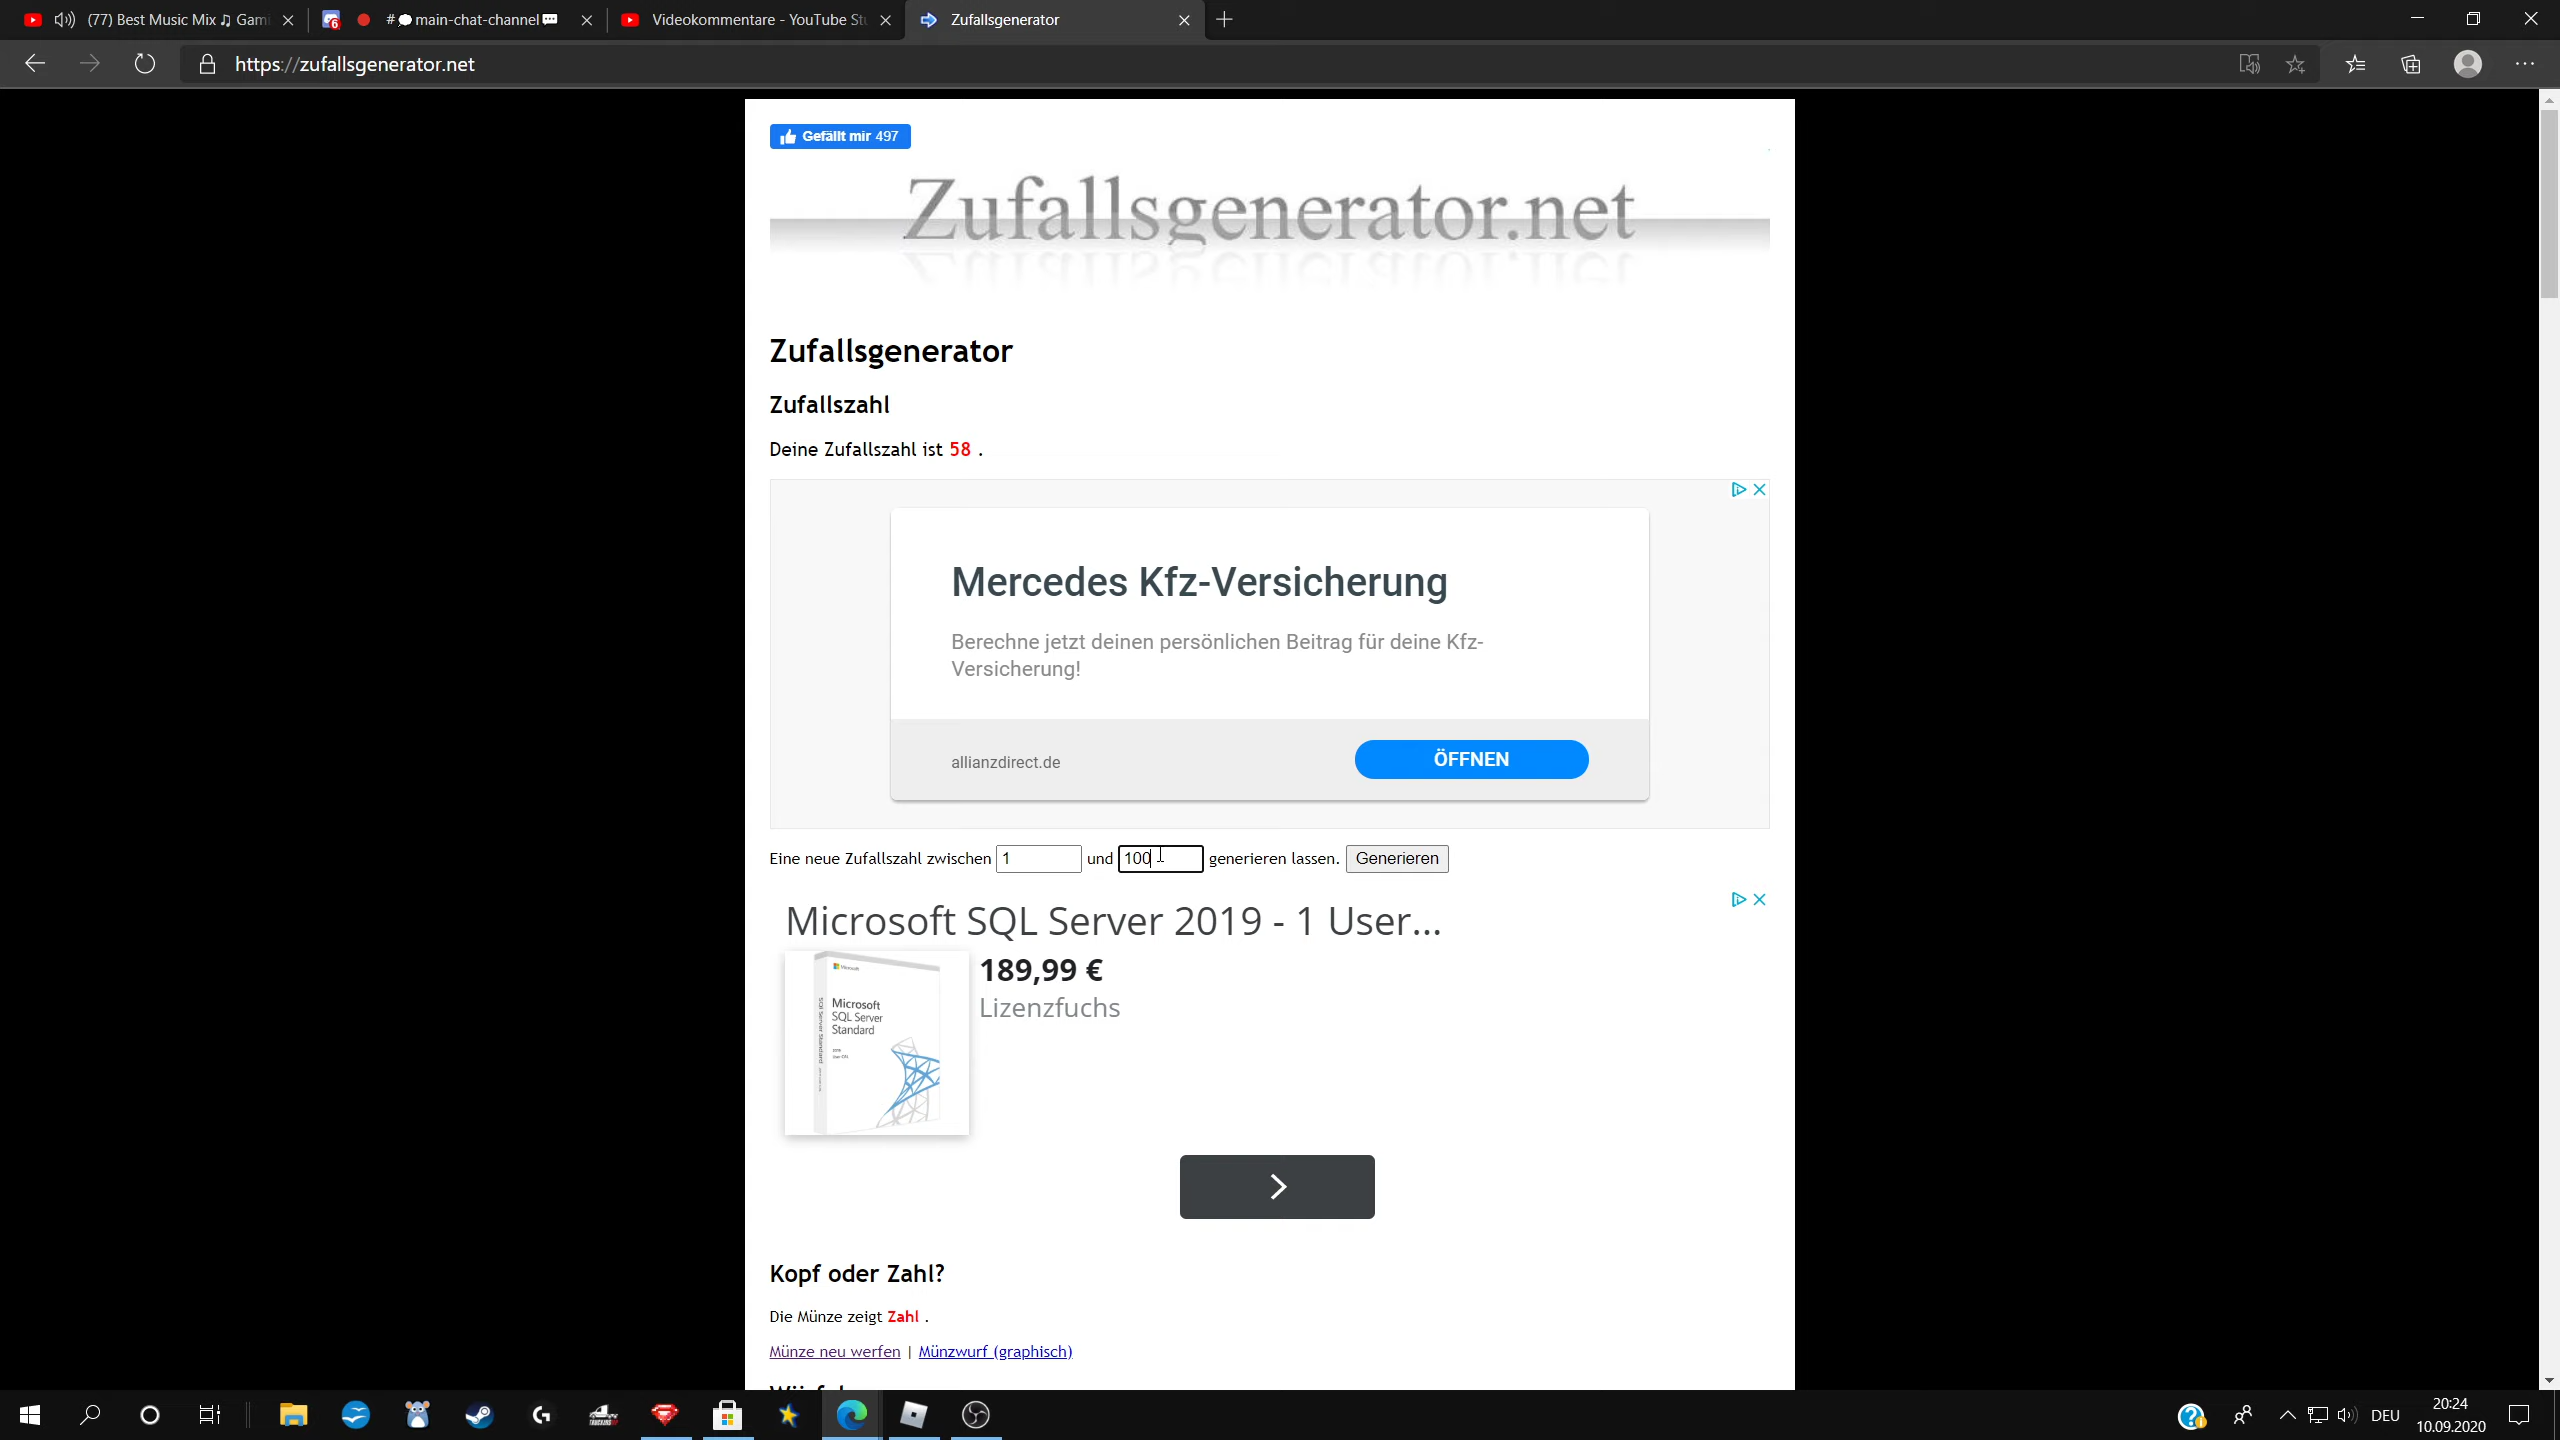 (77) Best Music Mix ♫ Gam
#💭main-chat-channel💬
Videokommentare - YouTube St
Zufallsgenerator
https://zufallsgenerator.net
Gefällt mir 497
Zufallsgenerator.net
Zufallsgenerator
Zufallszahl
Deine Zufallszahl ist 58 .
Mercedes Kfz-Versicherung
Berechne jetzt deinen persönlichen Beitrag für deine Kfz-
Versicherung!
allianzdirect.de
ÖFFNEN
Eine neue Zufallszahl zwischen 1 und 100 generieren lassen. Generieren
Microsoft SQL Server 2019 - 1 User...
189,99 €
Lizenzfuchs
Microsoft
Microsoft
SQL Server
Standard
Kopf oder Zahl?
Die Münze zeigt Zahl .
Münze neu werfen | Münzwurf (graphisch)
DEU
20:24
10.09.2020